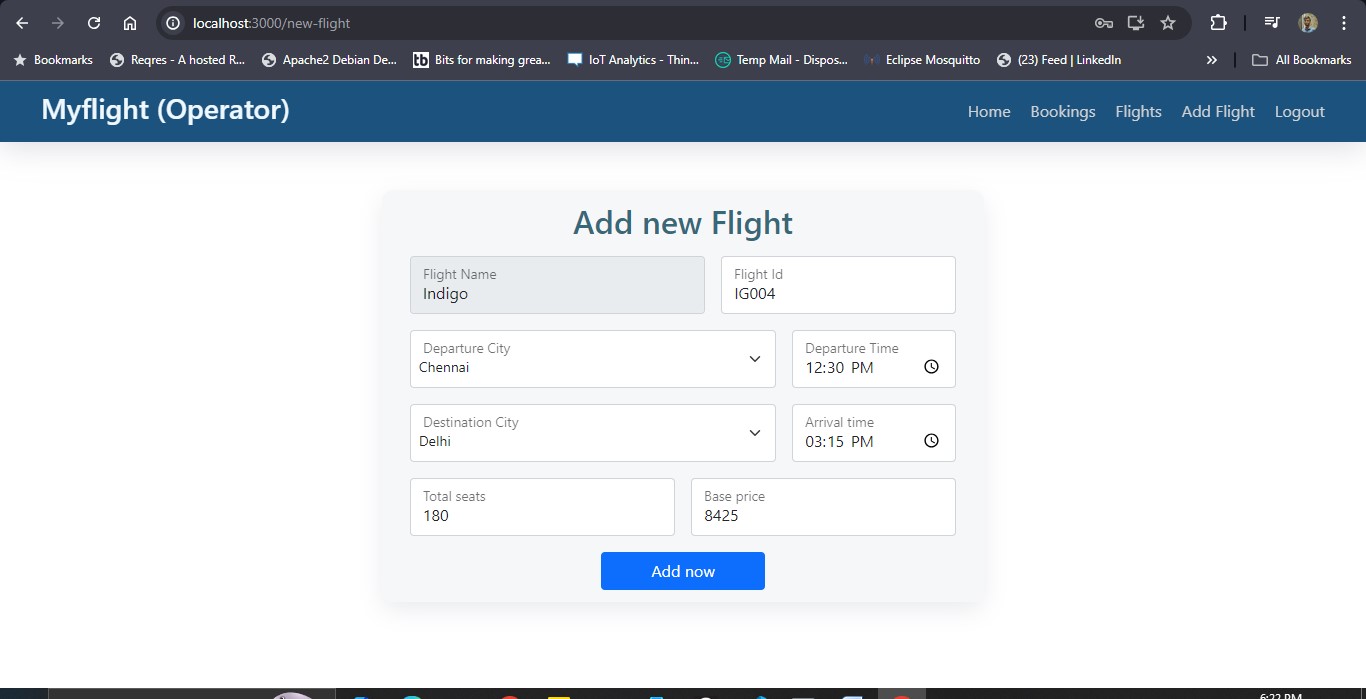 localhost:3000/new-flight
Bookmarks Reqres - A hosted R... Apache2 Debian De... Bits for making grea... IoT Analytics - Thin... Temp Mail - Dispos... Eclipse Mosquitto (23) Feed | LinkedIn » All Bookmarks
Myflight (Operator) Home Bookings Flights Add Flight Logout
Add new Flight
Flight Name Flight Id
Indigo IG004
Departure City Departure Time
Chennai 12:30 PM
Destination City Arrival time
Delhi 03:15 PM
Total seats Base price
180 8425
Add now
6:22 PM